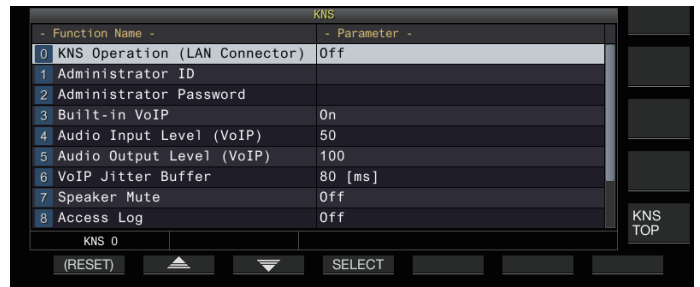 KNS
- Function Name - - Parameter -
0 KNS Operation (LAN Connector) Off
1 Administrator ID
2 Administrator Password
3 Built-in VoIP On
4 Audio Input Level (VoIP) 50
5 Audio Output Level (VoIP) 100
6 VoIP Jitter Buffer 80 [ms]
7 Speaker Mute Off
8 Access Log Off
KNS
TOP
KNS 0
(RESET) SELECT